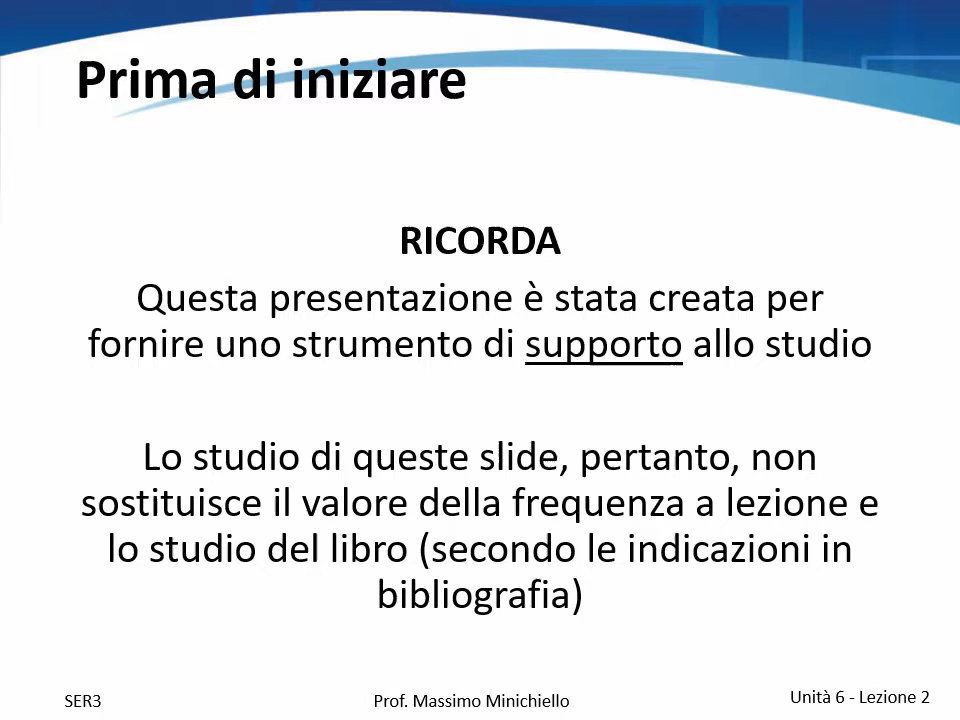 Prima di iniziare
RICORDA
Questa presentazione è stata creata per
fornire uno strumento di supporto allo studio
Lo studio di queste slide, pertanto, non
sostituisce il valore della frequenza a lezione e
lo studio del libro (secondo le indicazioni in
bibliografia)
SER3
Prof. Massimo Minichiello
Unità 6 - Lezione 2